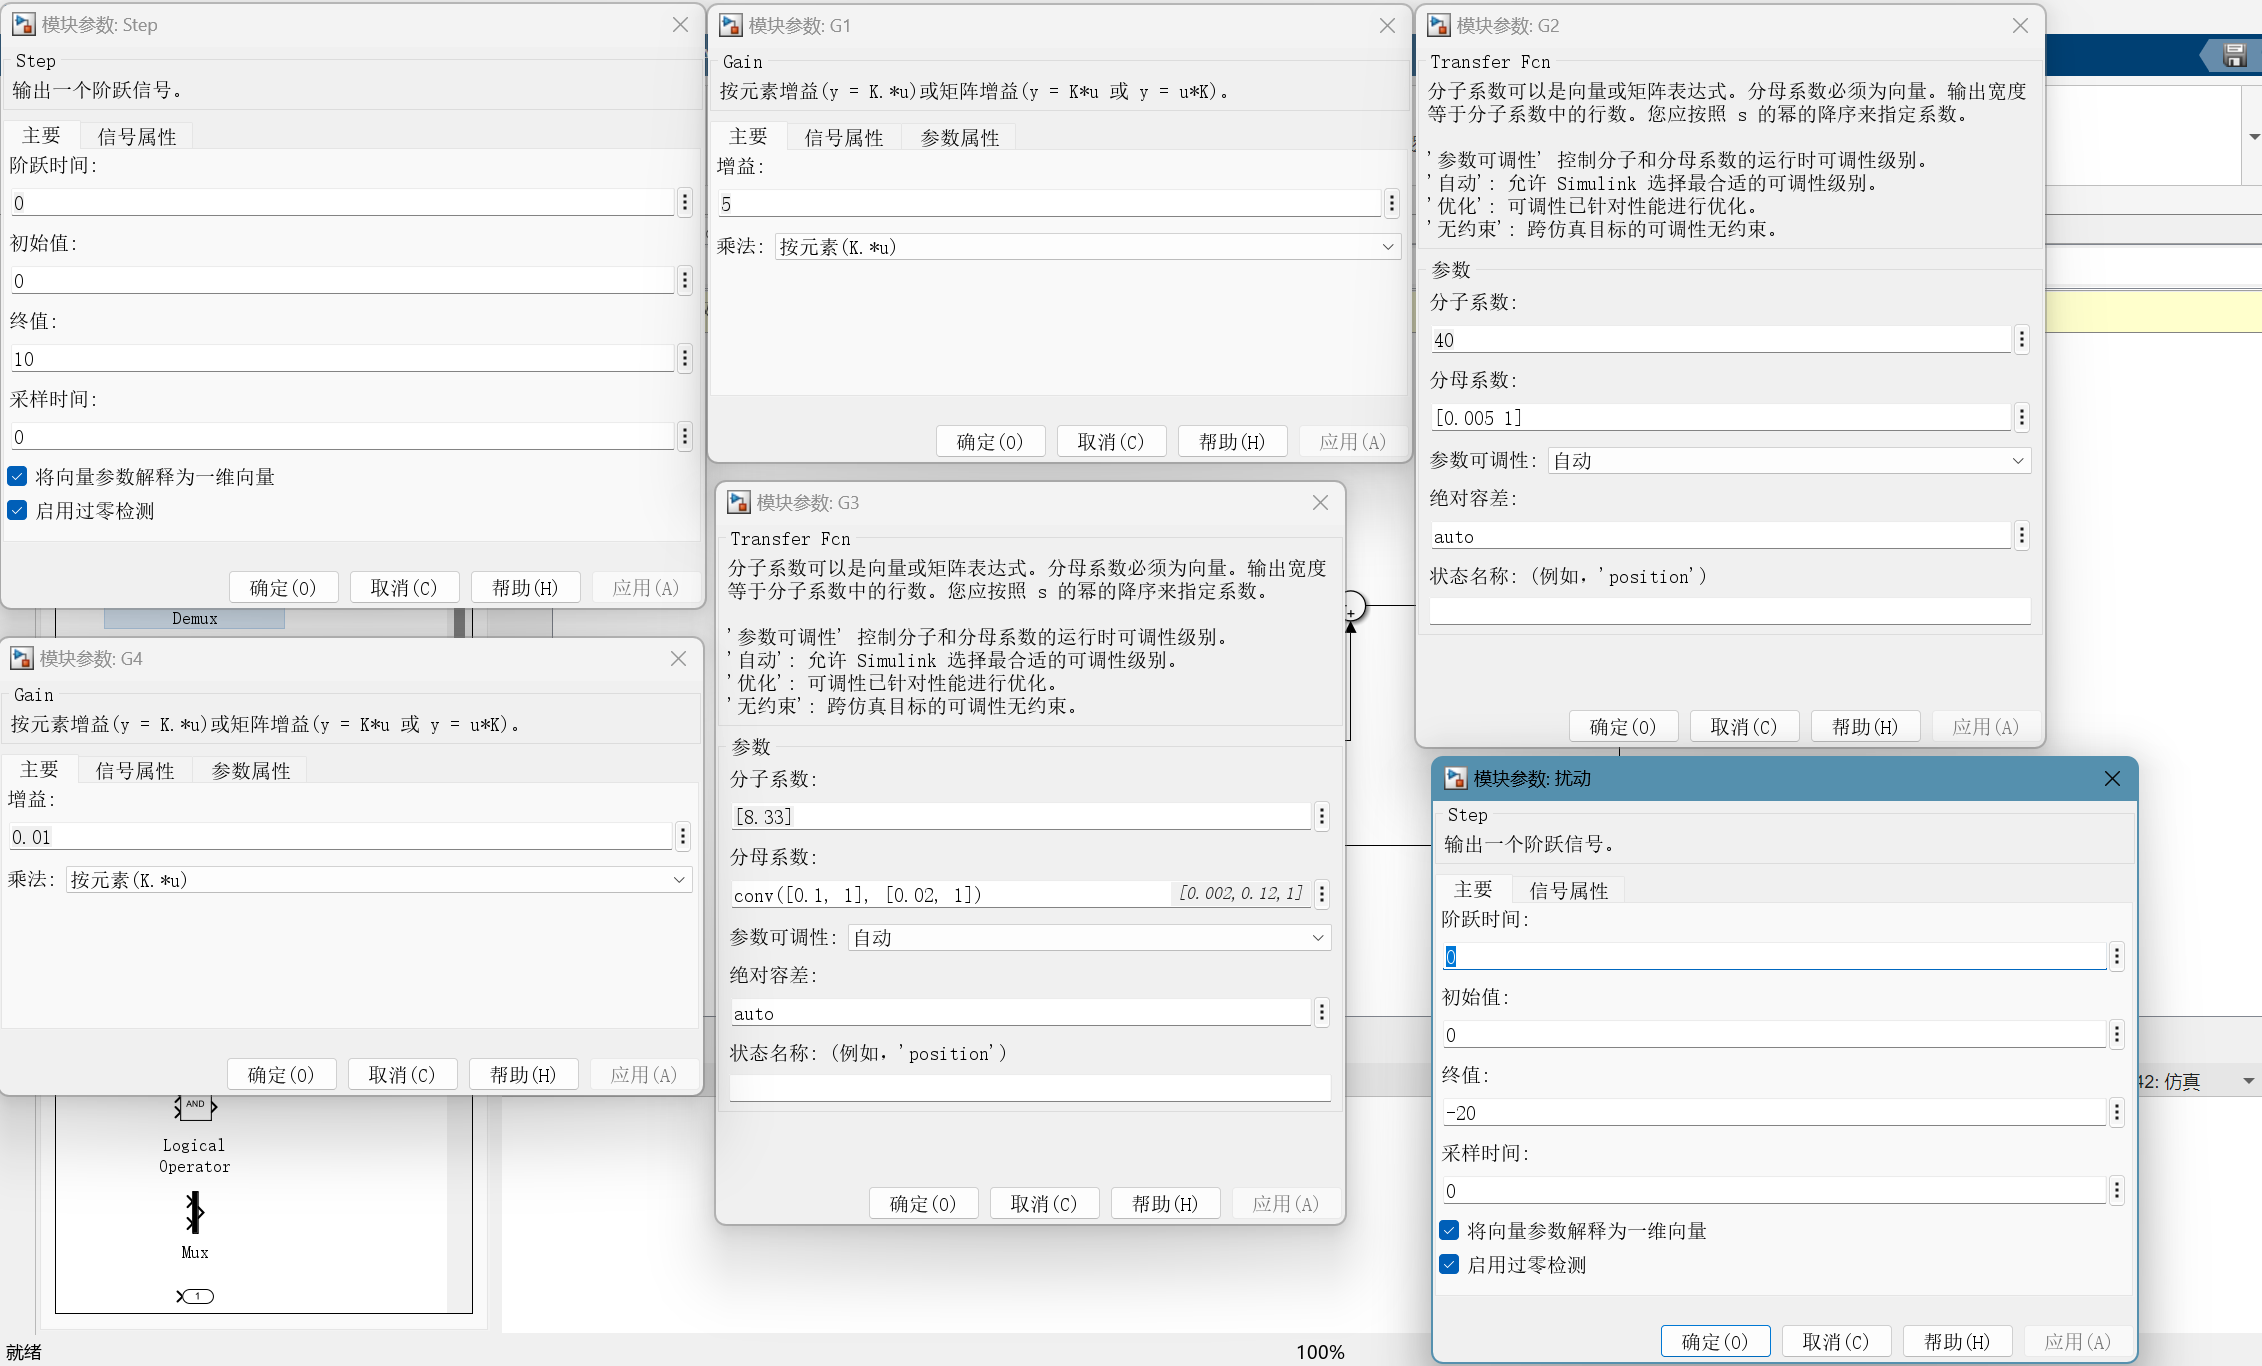 模块参数: Step
Step
输出一个阶跃信号。
主要
信号属性
阶跃时间:
0
初始值:
0
终值:
10
采样时间:
0
将向量参数解释为一维向量
启用过零检测
确定(O)
取消(C)
帮助(H)
应用(A)
Demux
模块参数: G1
Gain
按元素增益(y = K.*u)或矩阵增益(y = K*u 或 y = u*K)。
主要
信号属性
参数属性
增益:
5
乘法:
按元素(K.*u)
确定(O)
取消(C)
帮助(H)
应用(A)
模块参数: G2
Transfer Fcn
分子系数可以是向量或矩阵表达式。分母系数必须为向量。输出宽度
等于分子系数中的行数。您应按照 s 的幂的降序来指定系数。
'参数可调性' 控制分子和分母系数的运行时可调性级别。
'自动': 允许 Simulink 选择最合适的可调性级别。
'优化': 可调性已针对性能进行优化。
'无约束': 跨仿真目标的可调性无约束。
参数
分子系数:
40
分母系数:
[0.005 1]
参数可调性:
自动
绝对容差:
auto
状态名称: (例如，'position')
确定(O)
取消(C)
帮助(H)
应用(A)
模块参数: G4
Gain
按元素增益(y = K.*u)或矩阵增益(y = K*u 或 y = u*K)。
主要
信号属性
参数属性
增益:
0.01
乘法:
按元素(K.*u)
确定(O)
取消(C)
帮助(H)
应用(A)
AND
Logical
Operator
Mux
1
模块参数: G3
Transfer Fcn
分子系数可以是向量或矩阵表达式。分母系数必须为向量。输出宽度
等于分子系数中的行数。您应按照 s 的幂的降序来指定系数。
'参数可调性' 控制分子和分母系数的运行时可调性级别。
'自动': 允许 Simulink 选择最合适的可调性级别。
'优化': 可调性已针对性能进行优化。
'无约束': 跨仿真目标的可调性无约束。
参数
分子系数:
[8.33]
分母系数:
conv([0.1, 1], [0.02, 1])
[0.002,0.12,1]
参数可调性:
自动
绝对容差:
auto
状态名称: (例如，'position')
确定(O)
取消(C)
帮助(H)
应用(A)
+
模块参数: 扰动
Step
输出一个阶跃信号。
主要
信号属性
阶跃时间:
0
初始值:
0
终值:
-20
采样时间:
0
将向量参数解释为一维向量
启用过零检测
确定(O)
取消(C)
帮助(H)
应用(A)
42: 仿真
就绪
100%